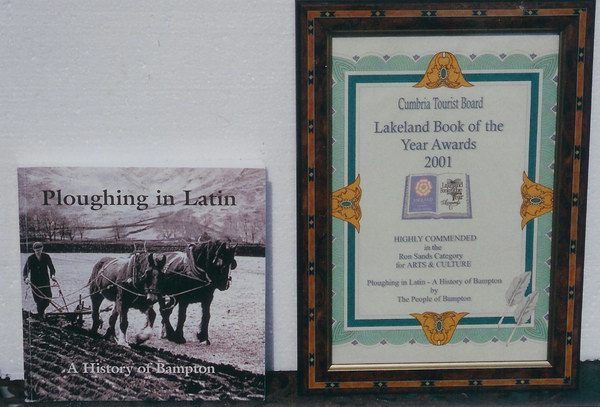 Ploughing in Latin
A History of Bampton
Cumbria Tourist Board
Lakeland Book of the
Year Awards
2001
HIGHLY COMMENDED
in the
Ron Sands Category
for ARTS & CULTURE
Ploughing in Latin - A History of Bampton
by
The People of Bampton